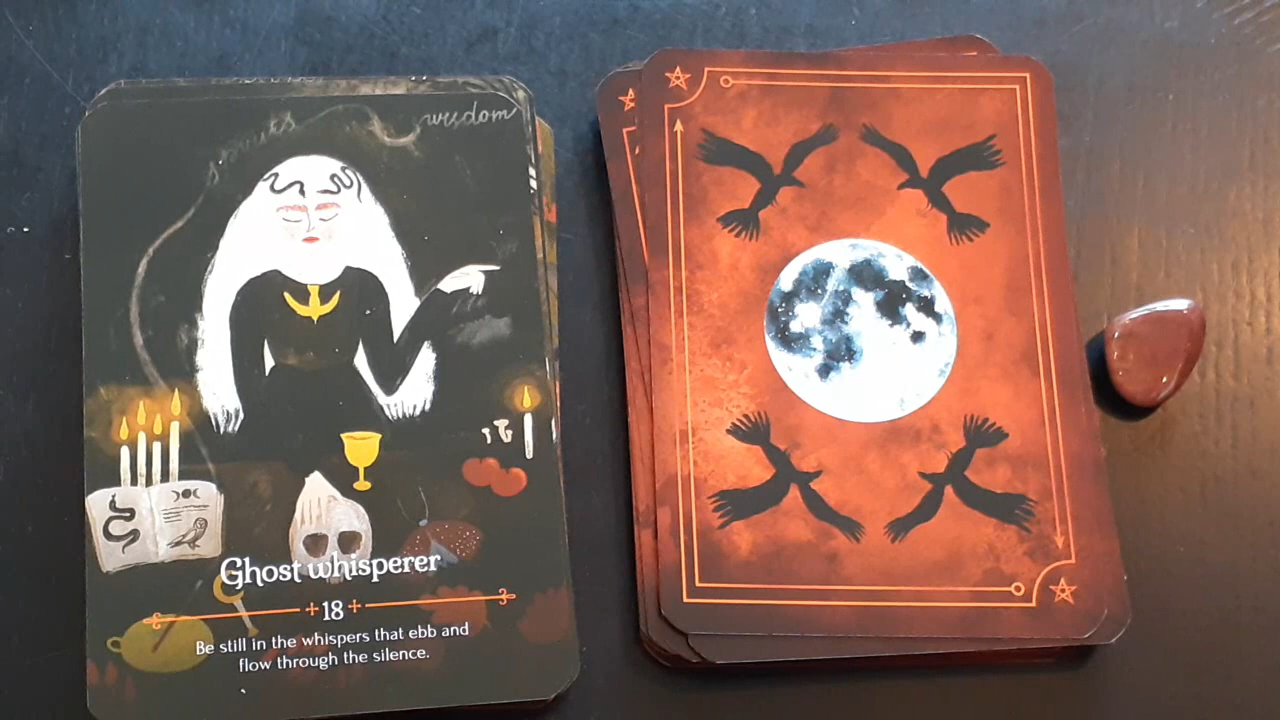 wisdom
Ghost whisperer
18
Be still in the whispers that ebb and
flow through the silence.